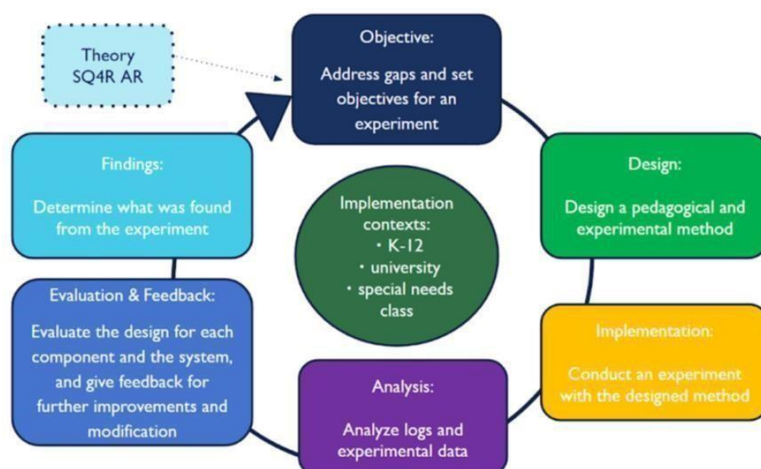 Theory
SQ4R AR
Objective:
Address gaps and set
objectives for an
experiment
Design:
Design a pedagogical and
experimental method
Implementation:
Conduct an experiment
with the designed method
Analysis:
Analyze logs and
experimental data
Evaluation & Feedback:
Evaluate the design for each
component and the system,
and give feedback for
further improvements and
modification
Findings:
Determine what was found
from the experiment
Implementation
contexts:
• K-12
• university
• special needs
class